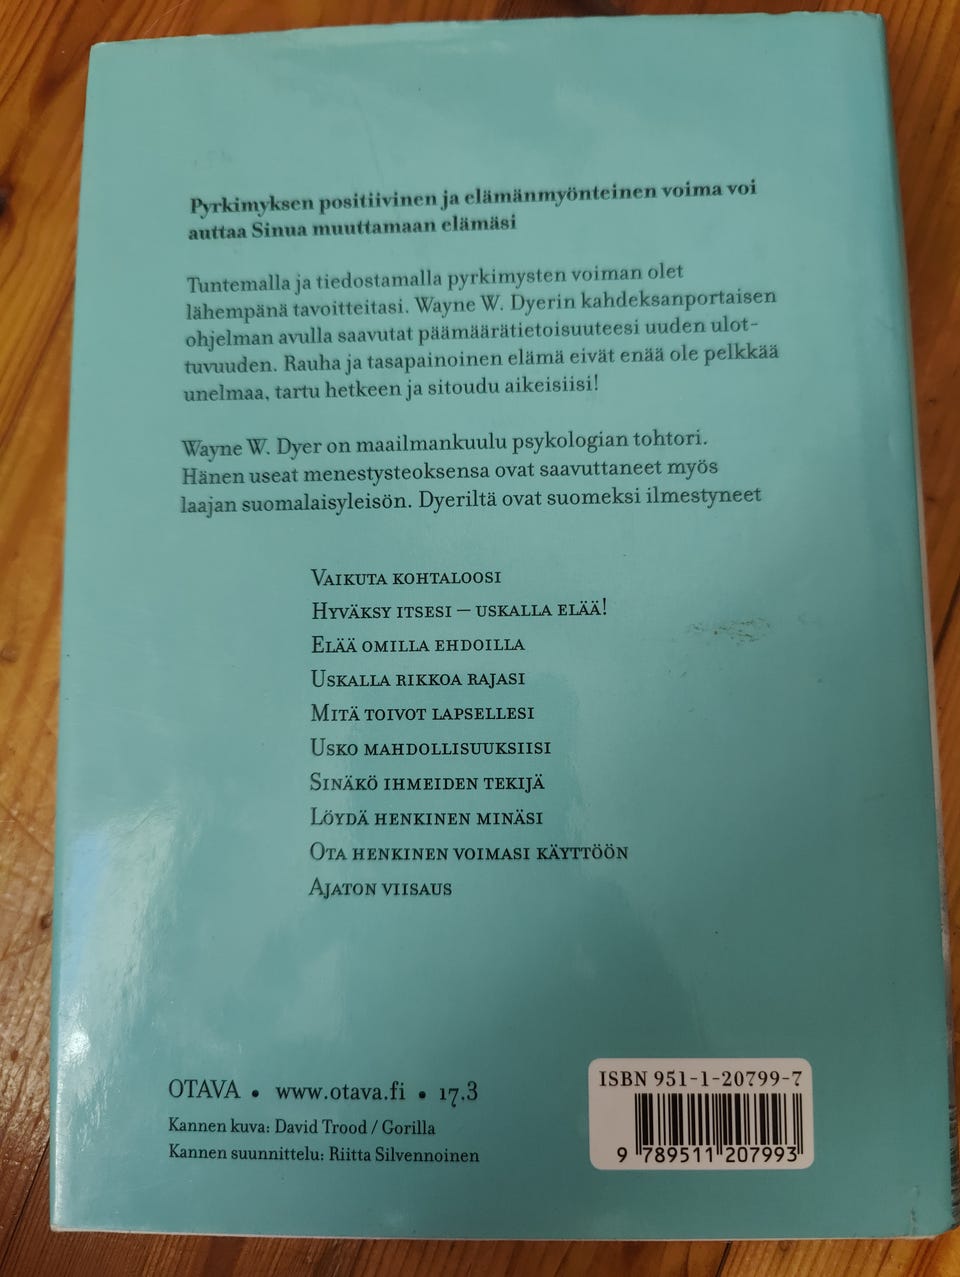 Pyrkimyksen positiivinen ja elämänmyönteinen voima voi
auttaa Sinua muuttamaan elämäsi
Tuntemalla ja tiedostamalla pyrkimysten voiman olet
lähempänä tavoitteitasi. Wayne W. Dyerin kahdeksanportaisen
ohjelman avulla saavutat päämäärätietoisuuteesi uuden ulot-
tuvuuden. Rauha ja tasapainoinen elämä eivät enää ole pelkkää
unelmaa, tartu hetkeen ja sitoudu aikeisiisi!
Wayne W. Dyer on maailmankuulu psykologian tohtori.
Hänen useat menestysteoksensa ovat saavuttaneet myös
laajan suomalaisyleisön. Dyeriltä ovat suomeksi ilmestyneet
Vaikuta kohtaloosi
Hyväksy itsesi – uskalla elää!
Elää omilla ehdoilla
Uskalla rikkoa rajasi
Mitä toivot lapsellesi
Usko mahdollisuuksiisi
Sinäkö ihmeiden tekijä
Löydä henkinen minäsi
Ota henkinen voimasi käyttöön
Ajaton viisaus
OTAVA • www.otava.fi • 17.3
Kannen kuva: David Trood / Gorilla
Kannen suunnittelu: Riitta Silvennoinen
ISBN 951-1-20799-7
9 789511 207993